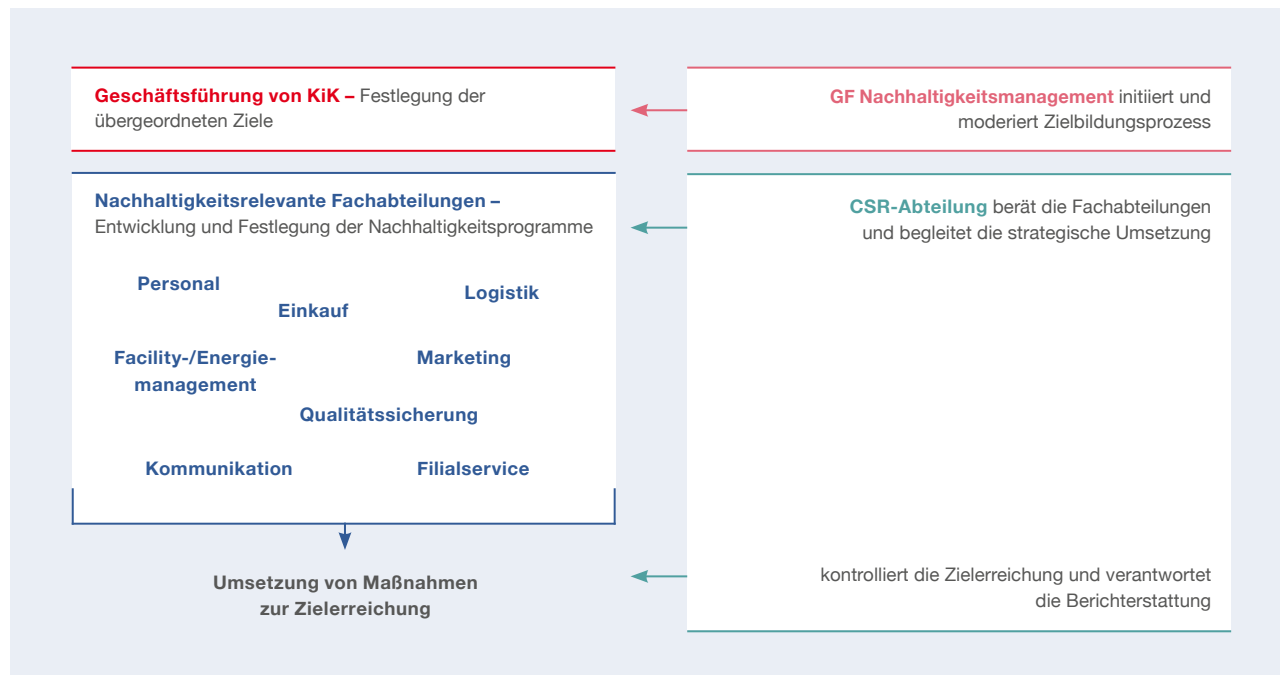 Geschäftsführung von KiK – Festlegung der
übergeordneten Ziele
GF Nachhaltigkeitsmanagement initiiert und
moderiert Zielbildungsprozess
Nachhaltigkeitsrelevante Fachabteilungen –
Entwicklung und Festlegung der Nachhaltigkeitsprogramme
CSR-Abteilung berät die Fachabteilungen
und begleitet die strategische Umsetzung
Personal
Einkauf
Logistik
Facility-/Energie-
management
Marketing
Qualitätssicherung
Kommunikation
Filialservice
Umsetzung von Maßnahmen
zur Zielerreichung
kontrolliert die Zielerreichung und verantwortet
die Berichterstattung